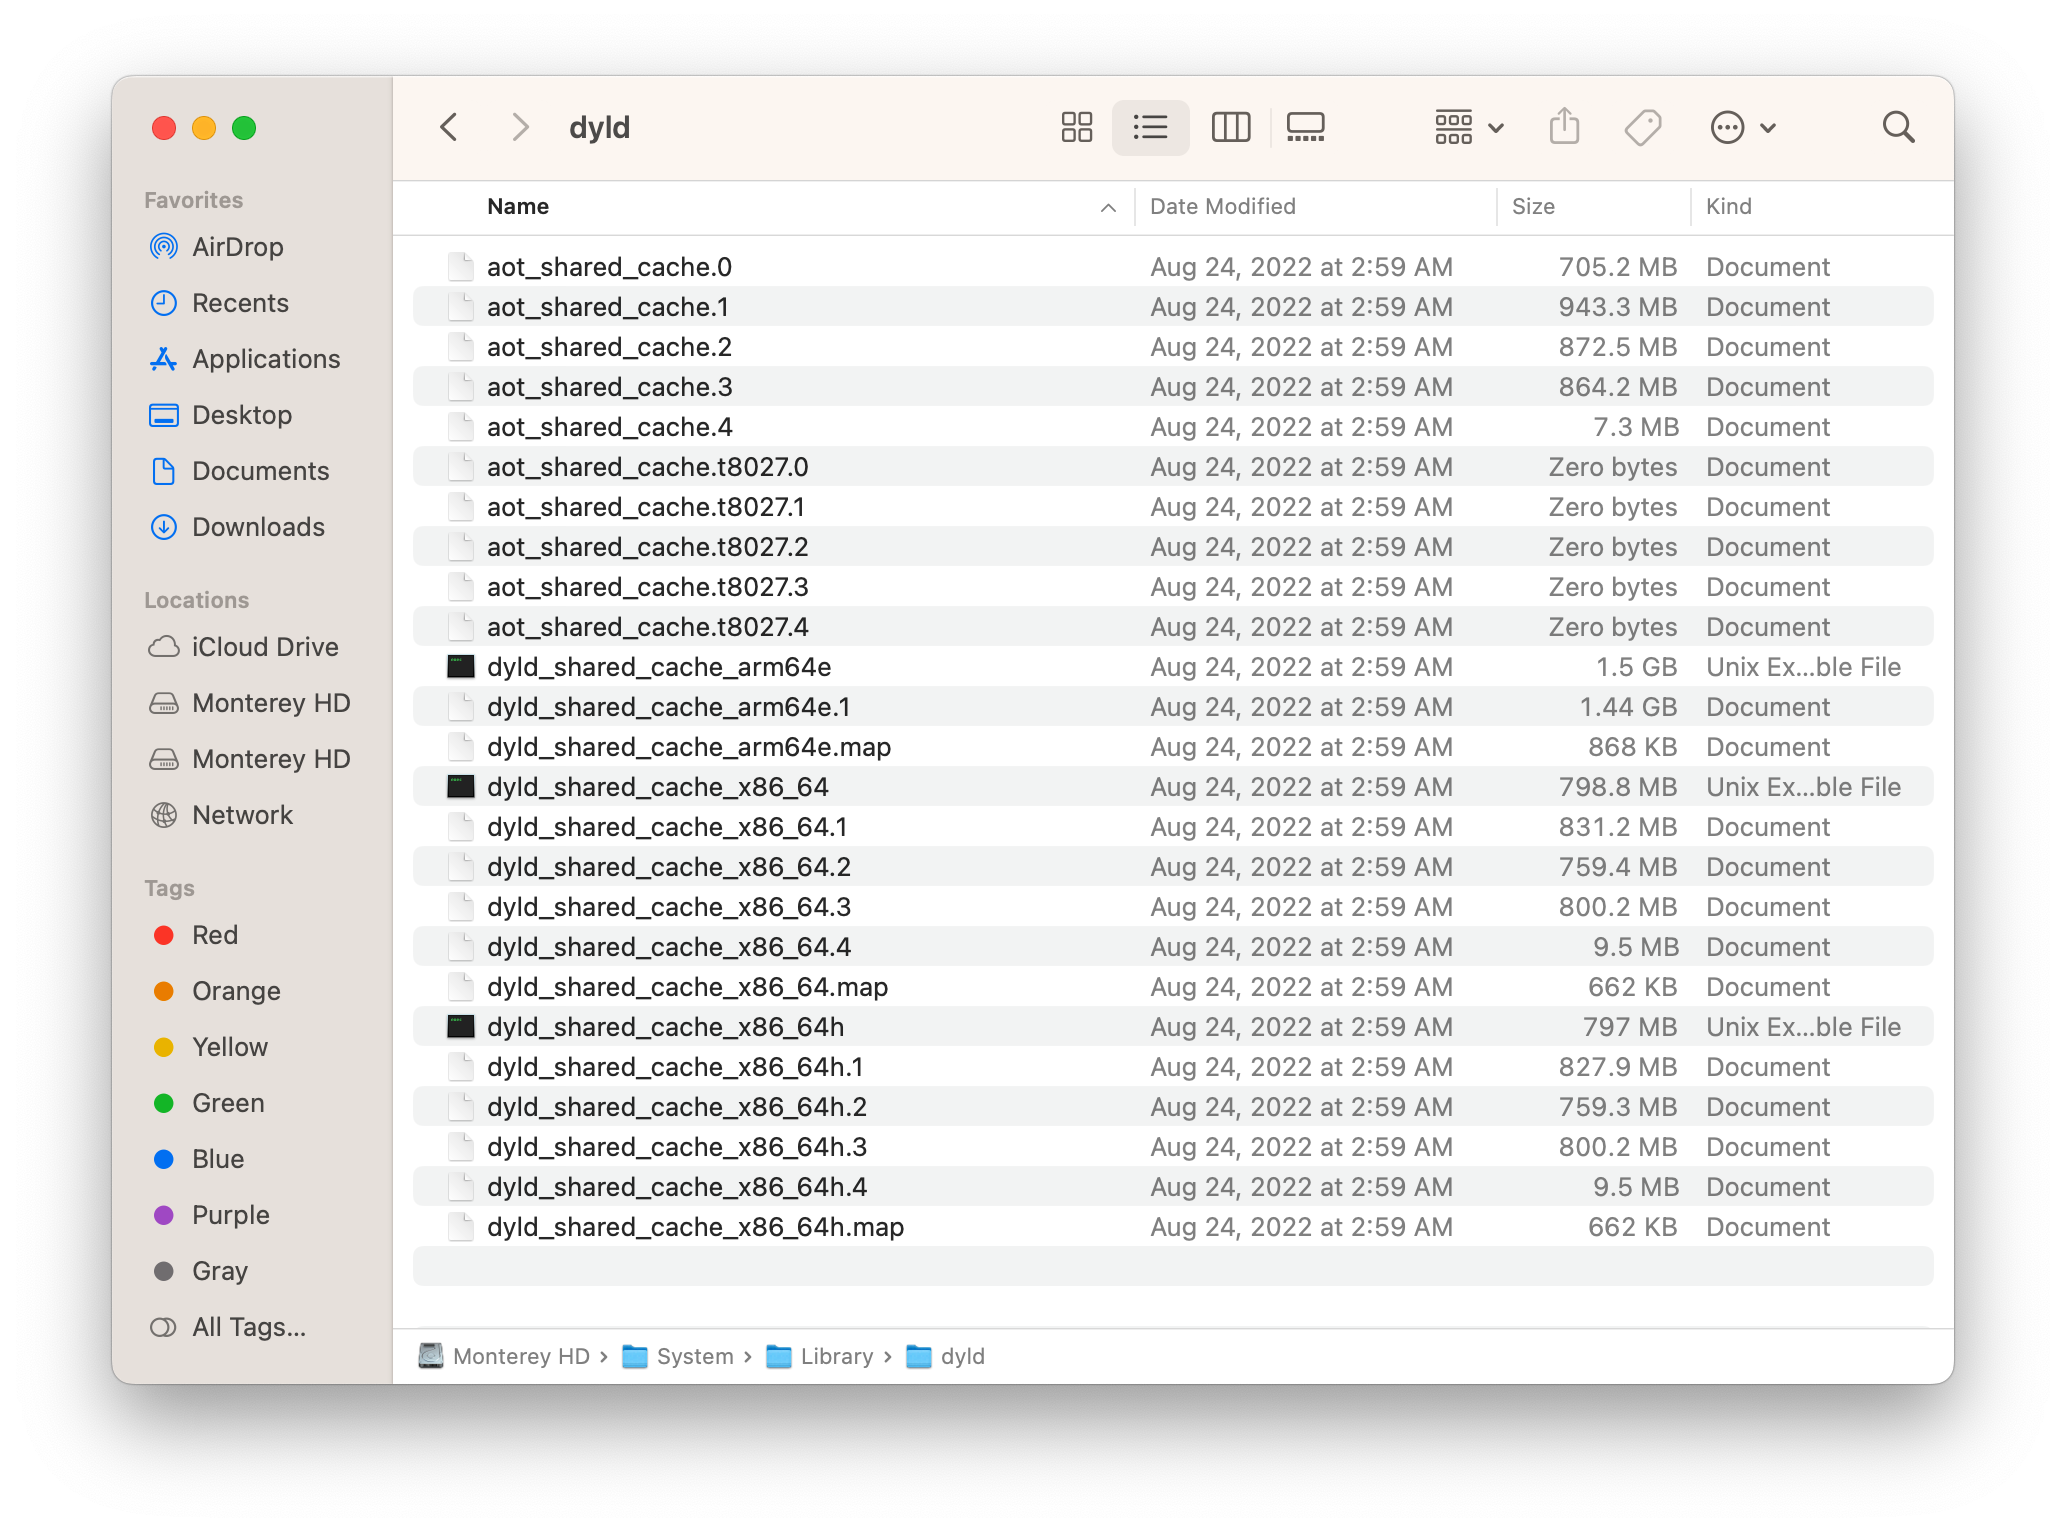 dyld
Favorites
AirDrop
Recents
Applications
Desktop
Documents
Downloads
Locations
iCloud Drive
Monterey HD
Monterey HD
Network
Tags
Red
Orange
Yellow
Green
Blue
Purple
Gray
All Tags...
Name Date Modified Size Kind
aot_shared_cache.0 Aug 24, 2022 at 2:59 AM 705.2 MB Document
aot_shared_cache.1 Aug 24, 2022 at 2:59 AM 943.3 MB Document
aot_shared_cache.2 Aug 24, 2022 at 2:59 AM 872.5 MB Document
aot_shared_cache.3 Aug 24, 2022 at 2:59 AM 864.2 MB Document
aot_shared_cache.4 Aug 24, 2022 at 2:59 AM 7.3 MB Document
aot_shared_cache.t8027.0 Aug 24, 2022 at 2:59 AM Zero bytes Document
aot_shared_cache.t8027.1 Aug 24, 2022 at 2:59 AM Zero bytes Document
aot_shared_cache.t8027.2 Aug 24, 2022 at 2:59 AM Zero bytes Document
aot_shared_cache.t8027.3 Aug 24, 2022 at 2:59 AM Zero bytes Document
aot_shared_cache.t8027.4 Aug 24, 2022 at 2:59 AM Zero bytes Document
dyld_shared_cache_arm64e Aug 24, 2022 at 2:59 AM 1.5 GB Unix Ex...ble File
dyld_shared_cache_arm64e.1 Aug 24, 2022 at 2:59 AM 1.44 GB Document
dyld_shared_cache_arm64e.map Aug 24, 2022 at 2:59 AM 868 KB Document
dyld_shared_cache_x86_64 Aug 24, 2022 at 2:59 AM 798.8 MB Unix Ex...ble File
dyld_shared_cache_x86_64.1 Aug 24, 2022 at 2:59 AM 831.2 MB Document
dyld_shared_cache_x86_64.2 Aug 24, 2022 at 2:59 AM 759.4 MB Document
dyld_shared_cache_x86_64.3 Aug 24, 2022 at 2:59 AM 800.2 MB Document
dyld_shared_cache_x86_64.4 Aug 24, 2022 at 2:59 AM 9.5 MB Document
dyld_shared_cache_x86_64.map Aug 24, 2022 at 2:59 AM 662 KB Document
dyld_shared_cache_x86_64h Aug 24, 2022 at 2:59 AM 797 MB Unix Ex...ble File
dyld_shared_cache_x86_64h.1 Aug 24, 2022 at 2:59 AM 827.9 MB Document
dyld_shared_cache_x86_64h.2 Aug 24, 2022 at 2:59 AM 759.3 MB Document
dyld_shared_cache_x86_64h.3 Aug 24, 2022 at 2:59 AM 800.2 MB Document
dyld_shared_cache_x86_64h.4 Aug 24, 2022 at 2:59 AM 9.5 MB Document
dyld_shared_cache_x86_64h.map Aug 24, 2022 at 2:59 AM 662 KB Document
Monterey HD › System › Library › dyld